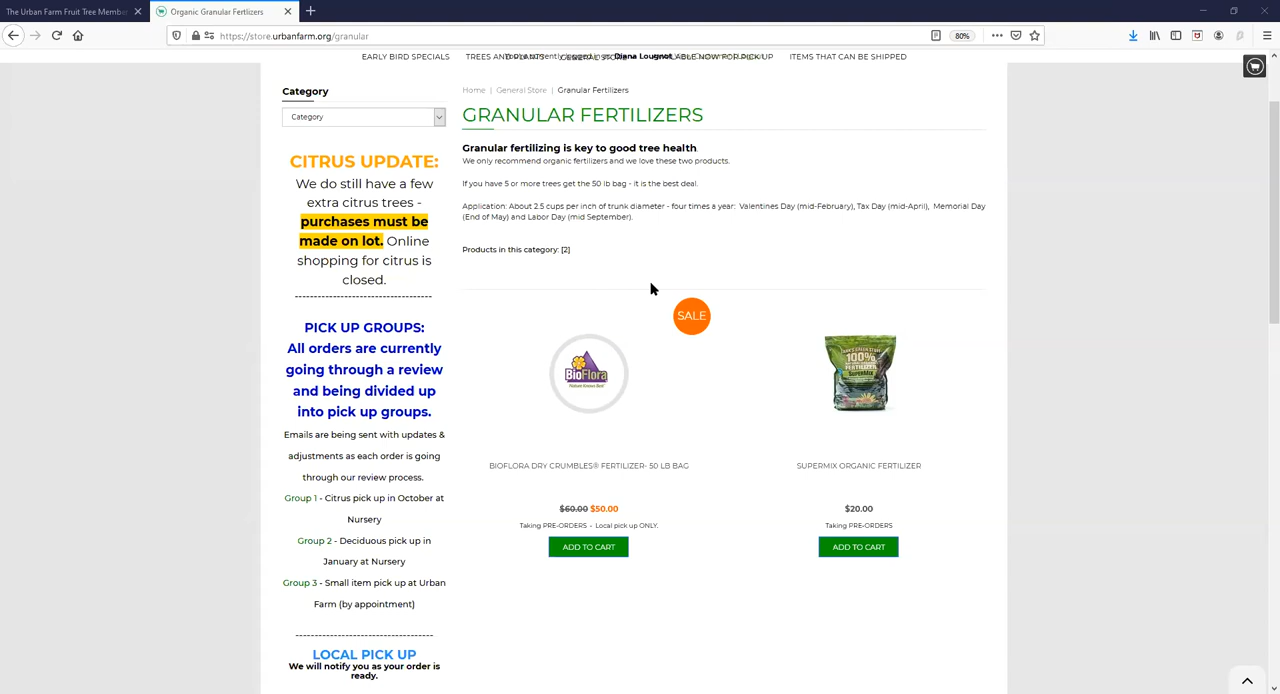 The Urban Farm Fruit Tree Memba
Organic Granular Fertlizers
https://store.urbanfarm.org/granular
80%
EARLY BIRD SPECIALS
ITEMS THAT CAN BE SHIPPED
Diana Lougnot
Category
Category
Home | General Store | Granular Fertilizers
GRANULAR FERTILIZERS
Granular fertilizing is key to good tree health.
We only recommend organic fertilizers and we love these two products.
If you have 5 or more trees get the 50 lb bag - it is the best deal.
Application: About 2.5 cups per inch of trunk diameter - four times a year: Valentines Day (mid-February), Tax Day (mid-April), Memorial Day
(End of May) and Labor Day (mid September).
Products in this category: [2]
CITRUS UPDATE:
We do still have a few
extra citrus trees -
purchases must be
made on lot. Online
shopping for citrus is
closed.
------------------------------------
PICK UP GROUPS:
All orders are currently
going through a review
and being divided up
into pick up groups.
Emails are being sent with updates &
adjustments as each order is going
through our review process.
Group 1 - Citrus pick up in October at
Nursery
Group 2 - Deciduous pick up in
January at Nursery
Group 3 - Small item pick up at Urban
Farm (by appointment)
------------------------------------
LOCAL PICK UP
We will notify you as your order is
ready.
SALE
BioFlora
100%
FERTILIZER
SUPERMIX
BIOFLORA DRY CRUMBLES® FERTILIZER- 50 LB BAG
$60.00 $50.00
Taking PRE-ORDERS - Local pick up ONLY.
ADD TO CART
SUPERMIX ORGANIC FERTILIZER
$20.00
Taking PRE-ORDERS
ADD TO CART